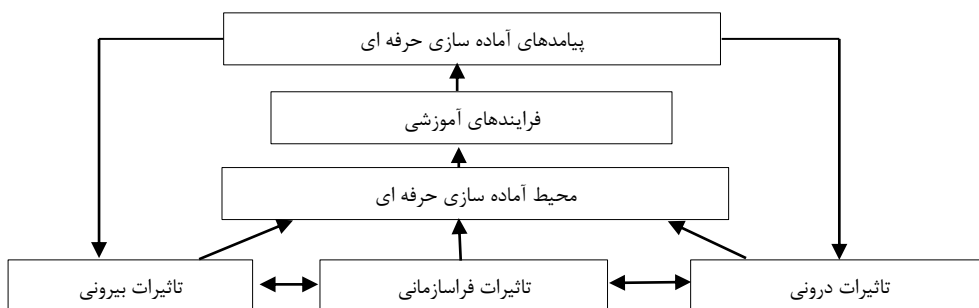 پیامدهای آماده سازی حرفه ای
فرایندهای آموزشی
محیط آماده سازی حرفه ای
تاثیرات درونی
تاثیرات فراسازمانی
تاثیرات بیرونی